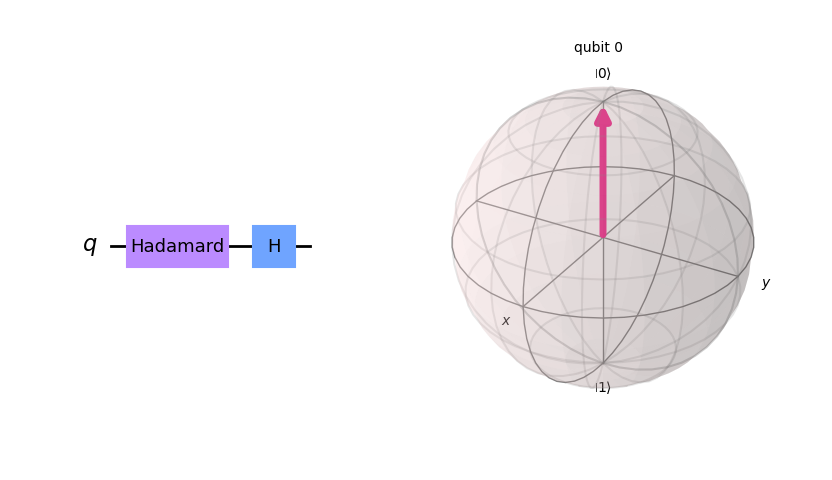 q Hadamard H
qubit 0
|0⟩
x
y
|1⟩